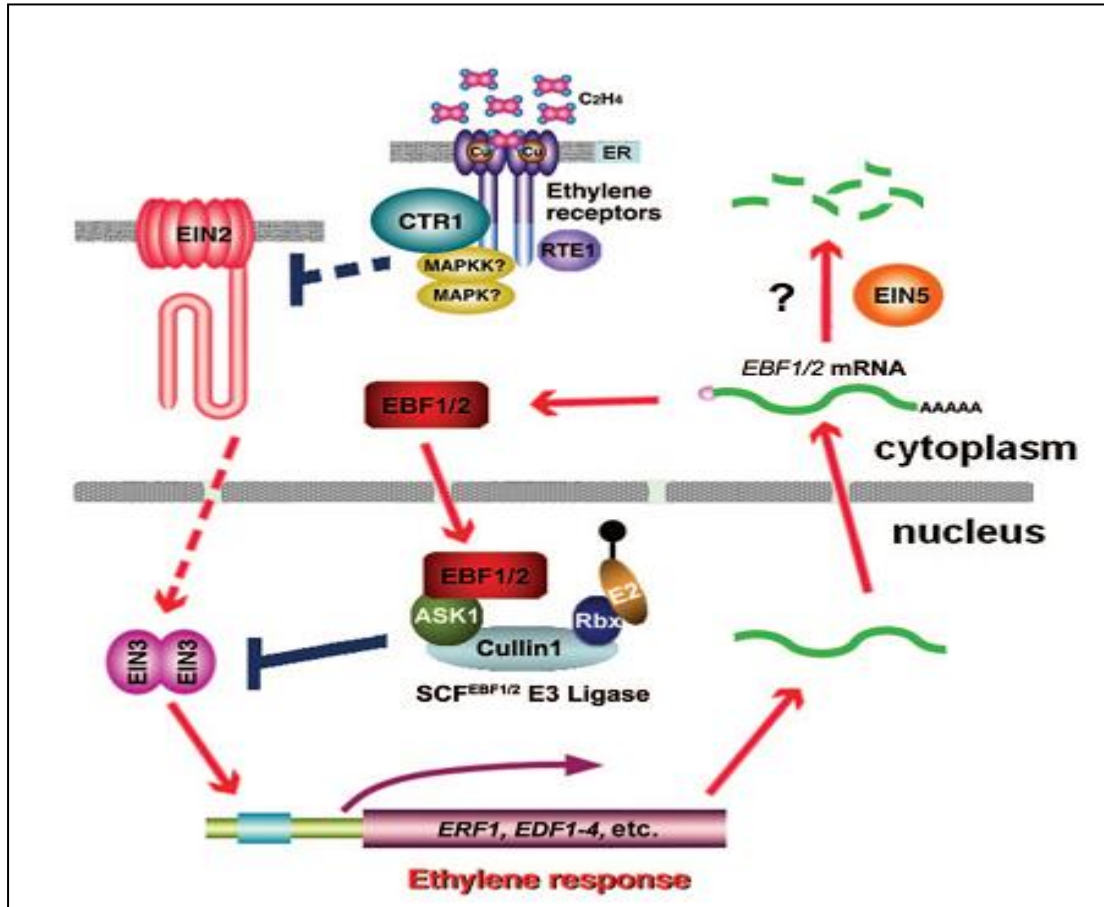 C₂H₄
Cu
Cu
ER
Ethylene
receptors
CTR1
RTE1
EIN2
MAPKK?
MAPK?
?
EIN5
EBF1/2 mRNA
AAAAA
EBF1/2
cytoplasm
nucleus
EBF1/2
E2
ASK1
Rbx
Cullin1
EIN3
EIN3
SCFEBF1/2 E3 Ligase
ERF1, EDF1-4, etc.
Ethylene response